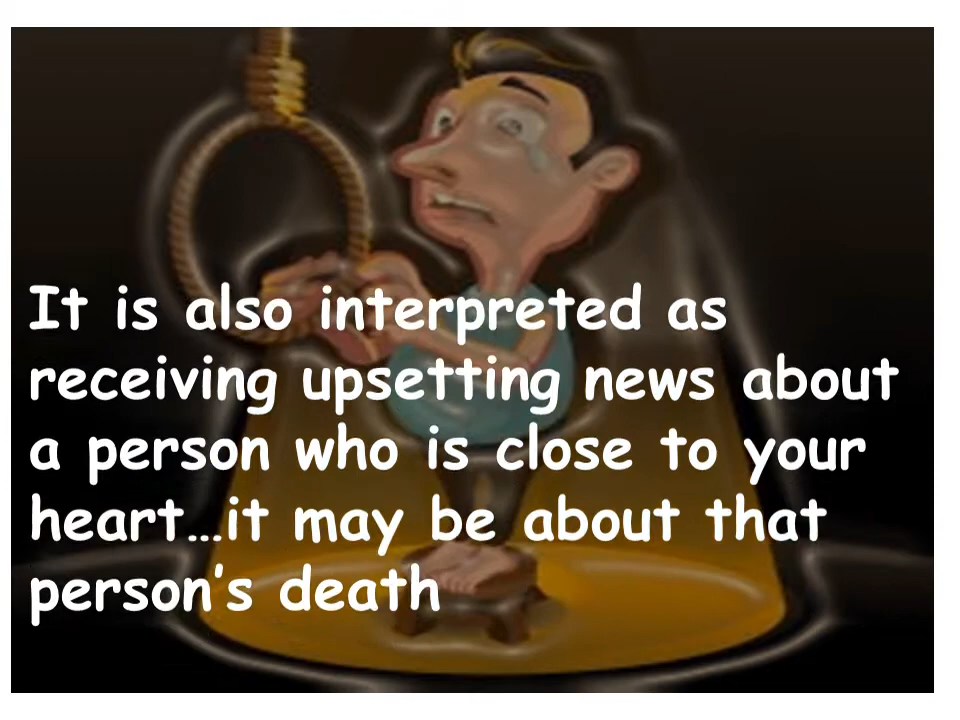 It is also interpreted as
receiving upsetting news about
a person who is close to your
heart…it may be about that
person’s death